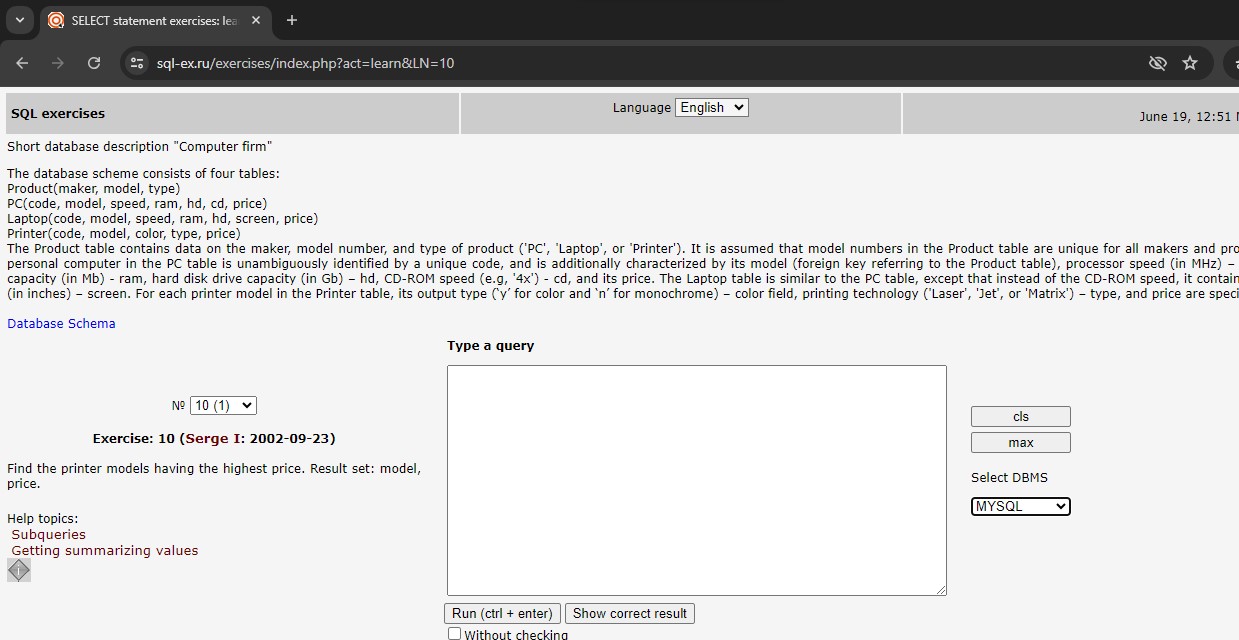 SELECT statement exercises: lea
sql-ex.ru/exercises/index.php?act=learn&LN=10
SQL exercises
Language English
June 19, 12:51
Short database description "Computer firm"
The database scheme consists of four tables:
Product(maker, model, type)
PC(code, model, speed, ram, hd, cd, price)
Laptop(code, model, speed, ram, hd, screen, price)
Printer(code, model, color, type, price)
The Product table contains data on the maker, model number, and type of product ('PC', 'Laptop', or 'Printer'). It is assumed that model numbers in the Product table are unique for all makers and pro
personal computer in the PC table is unambiguously identified by a unique code, and is additionally characterized by its model (foreign key referring to the Product table), processor speed (in MHz) –
capacity (in Mb) - ram, hard disk drive capacity (in Gb) – hd, CD-ROM speed (e.g, '4x') - cd, and its price. The Laptop table is similar to the PC table, except that instead of the CD-ROM speed, it contain
(in inches) – screen. For each printer model in the Printer table, its output type (‘y’ for color and ‘n’ for monochrome) – color field, printing technology ('Laser', 'Jet', or 'Matrix') – type, and price are speci
Database Schema
Type a query
№ 10 (1)
Exercise: 10 (Serge I: 2002-09-23)
Find the printer models having the highest price. Result set: model,
price.
Help topics:
Subqueries
Getting summarizing values
cls
max
Select DBMS
MYSQL
Run (ctrl + enter) Show correct result
Without checking